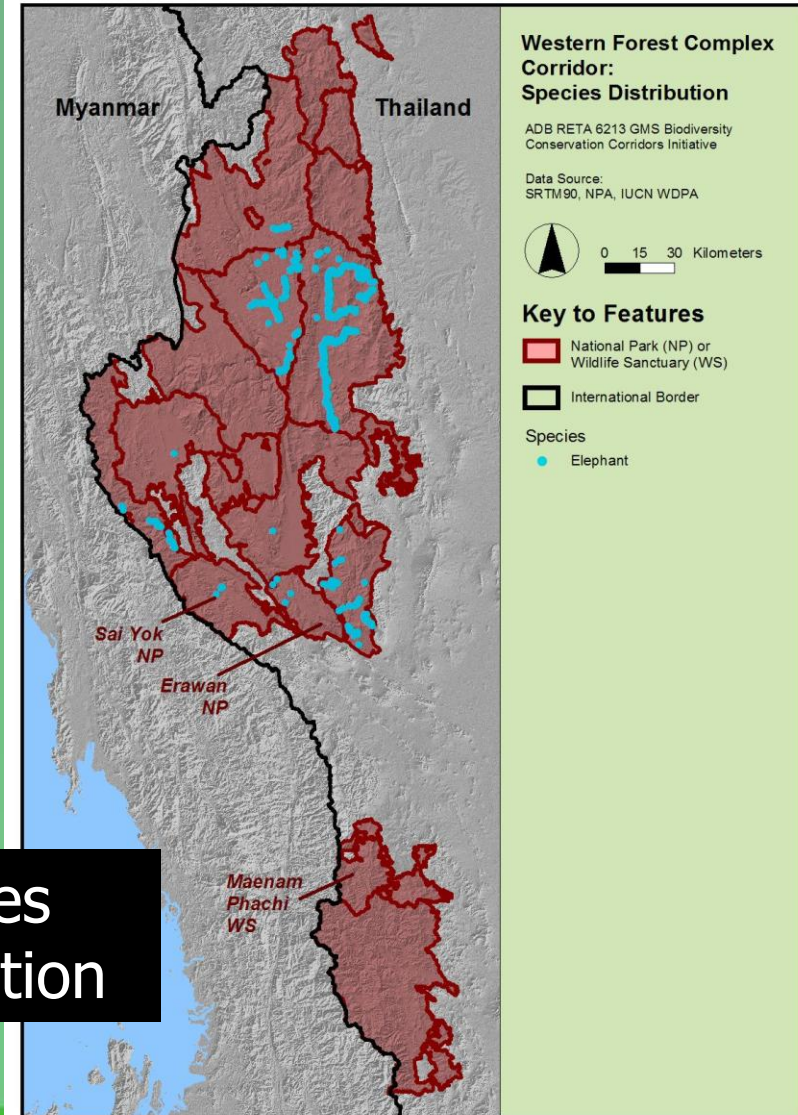 Myanmar
Thailand
Sai Yok
NP
Erawan
NP
Maenam
Phachi
WS
Western Forest Complex
Corridor:
Species Distribution
ADB RETA 6213 GMS Biodiversity
Conservation Corridors Initiative
Data Source:
SRTM90, NPA, IUCN WDPA
0 15 30 Kilometers
Key to Features
National Park (NP) or
Wildlife Sanctuary (WS)
International Border
Species
Elephant
es
tion